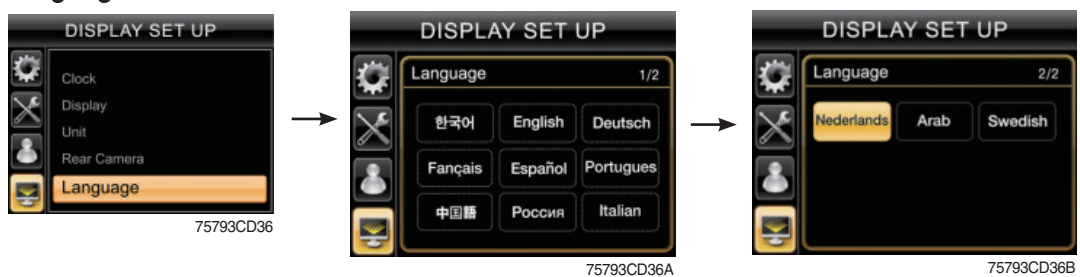 DISPLAY SET UP
Clock
Display
Unit
Rear Camera
Language
75793CD36
DISPLAY SET UP
Language 1/2
한국어 English Deutsch
Fançais Español Portugues
中国語 Россия Italian
75793CD36A
DISPLAY SET UP
Language 2/2
Nederlands Arab Swedish
75793CD36B